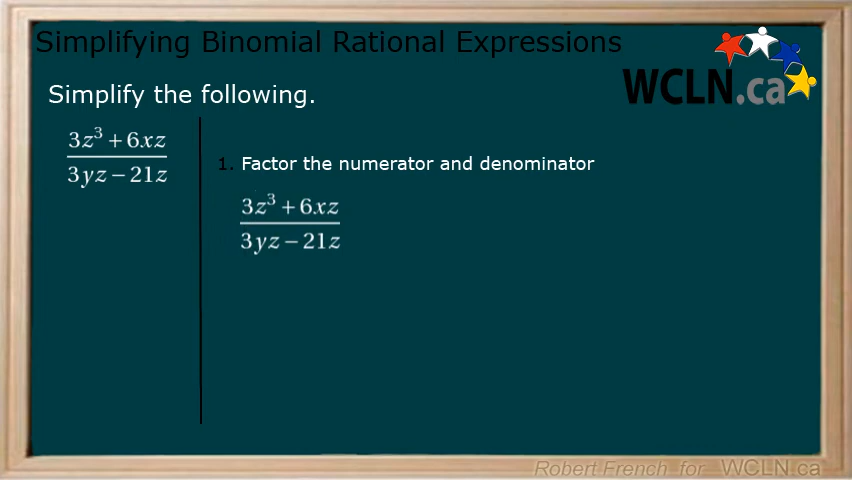 Simplifying Binomial Rational Expressions
WCLN.ca
Simplify the following.
3z³ + 6xz
3yz − 21z
1. Factor the numerator and denominator
3z³ + 6xz
3yz − 21z
Robert French for WCLN.ca